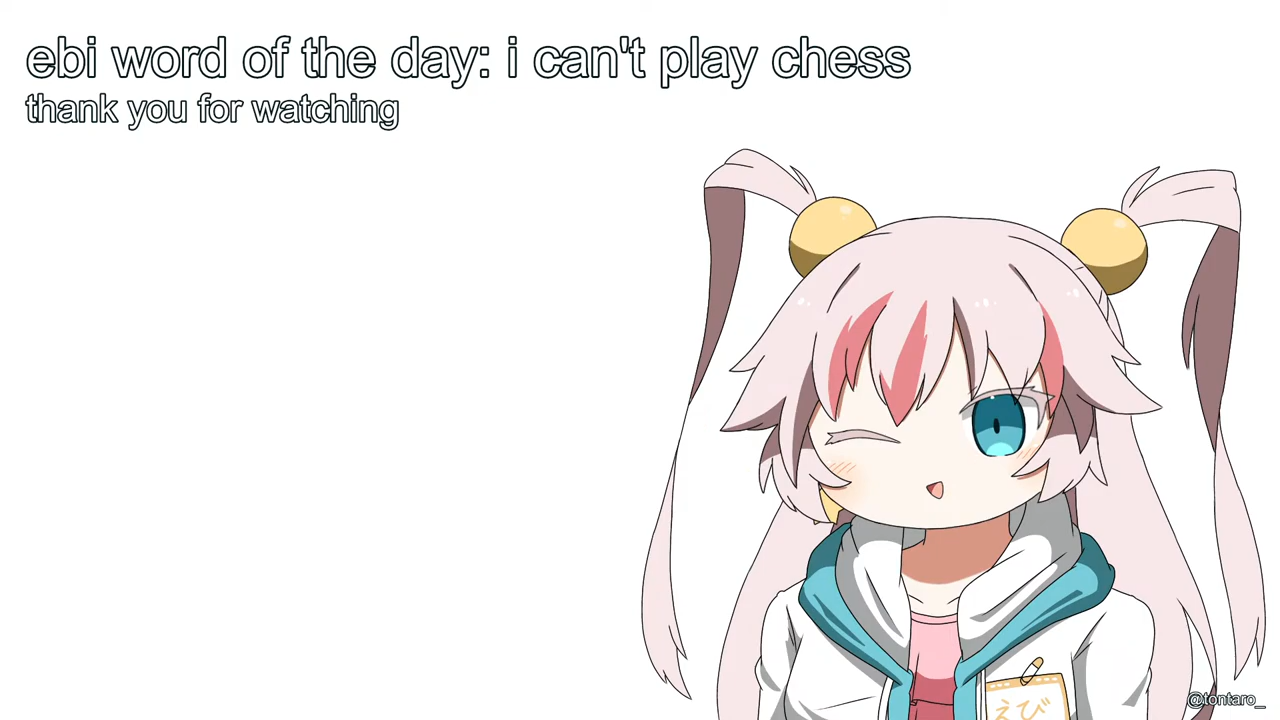 ebi word of the day: i can't play chess
thank you for watching
えび
@tontaro_